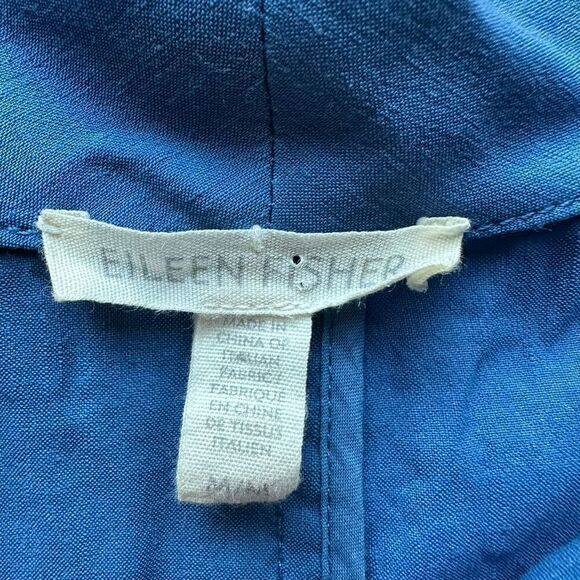 EILEEN FISHER
MADE IN
CHINA OF
ITALIAN
FABRIC
FABRIQUÉ
EN CHINE
DE TISSUS
ITALIEN
M/M